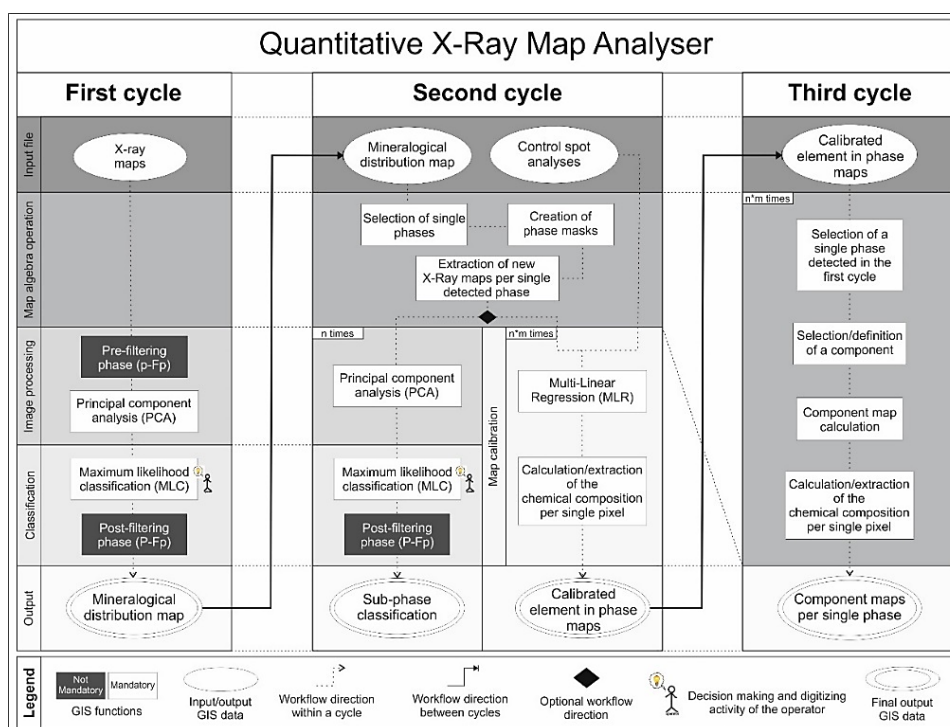 Quantitative X-Ray Map Analyser
First cycle
Second cycle
Third cycle
Input file
X-ray
maps
Mineralogical
distribution map
Control spot
analyses
Calibrated
element in phase
maps
Map algebra operation
Selection of single
phases
Creation of
phase masks
Extraction of new
X-Ray maps per single
detected phase
n*m times
Selection of a
single phase
detected in the
first cycle
Image processing
Pre-filtering
phase (p-Fp)
Principal component
analysis (PCA)
n times
Principal component
analysis (PCA)
Map calibration
n*m times
Multi-Linear
Regression (MLR)
Selection/definition
of a component
Component map
calculation
Classification
Maximum likelihood
classification (MLC)
Post-filtering
phase (P-Fp)
Maximum likelihood
classification (MLC)
Post-filtering
phase (P-Fp)
Calculation/extraction
of the
chemical composition
per single pixel
Calculation/extraction
of the
chemical composition
per single pixel
Output
Mineralogical
distribution map
Sub-phase
classification
Calibrated
element in phase
maps
Component maps
per single phase
Legend
Not
Mandatory
Mandatory
GIS functions
Input/output
GIS data
Workflow direction
within a cycle
Workflow direction
between cycles
Optional workflow
direction
Decision making and digitizing
activity of the operator
Final output
GIS data